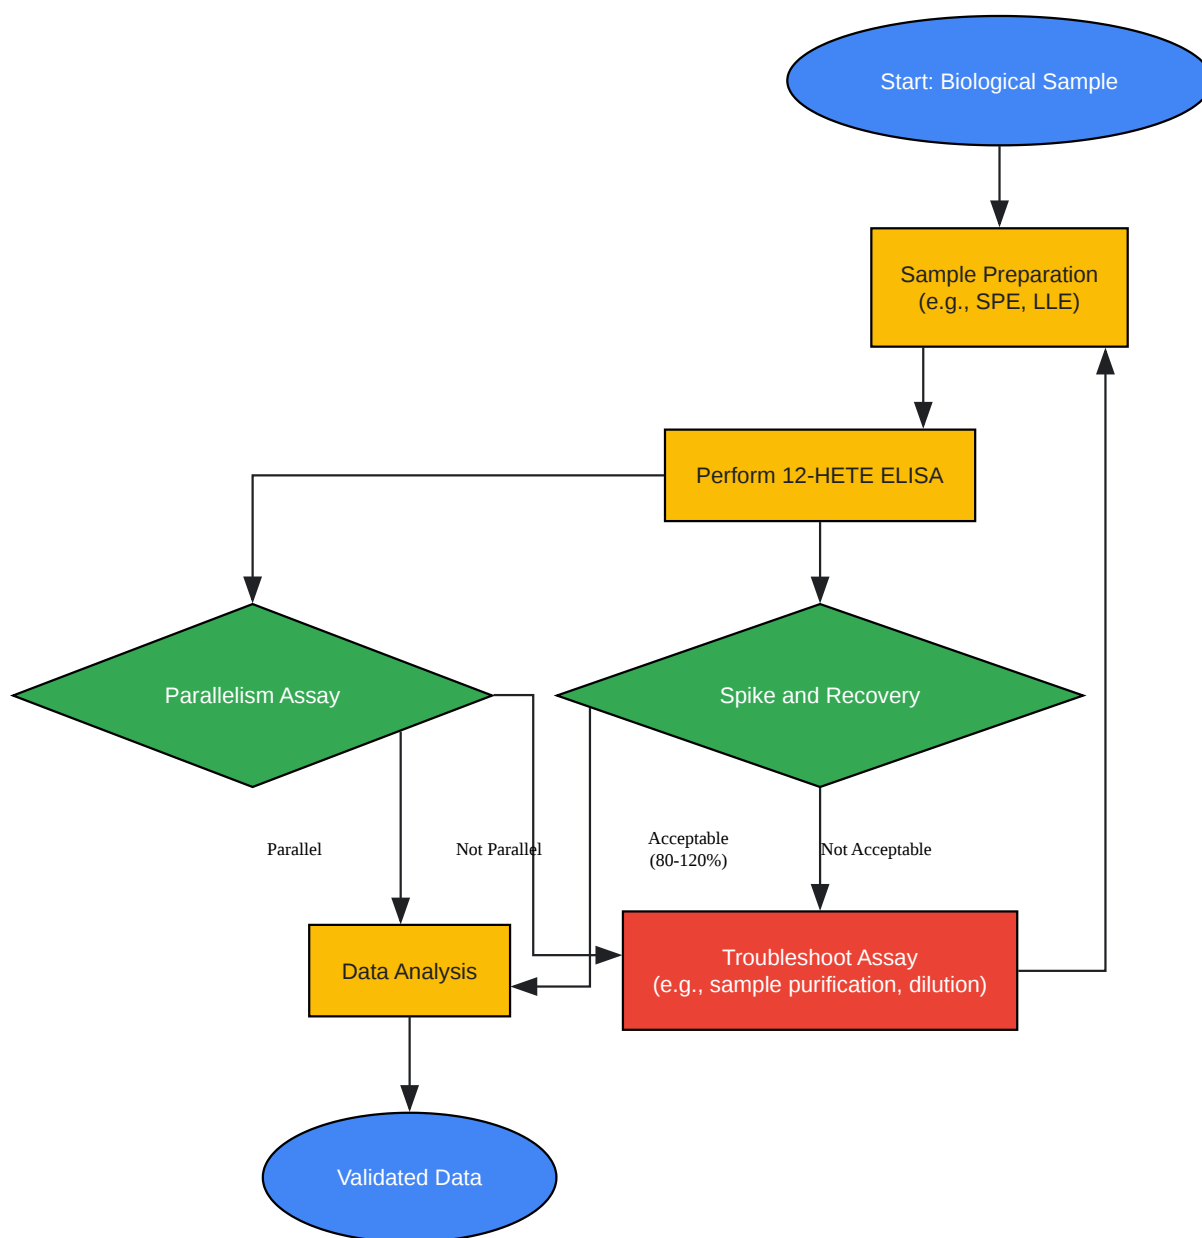 Start: Biological Sample
Sample Preparation
(e.g., SPE, LLE)
Perform 12-HETE ELISA
Parallelism Assay
Spike and Recovery
Parallel
Not Parallel
Acceptable
(80-120%)
Not Acceptable
Data Analysis
Troubleshoot Assay
(e.g., sample purification, dilution)
Validated Data